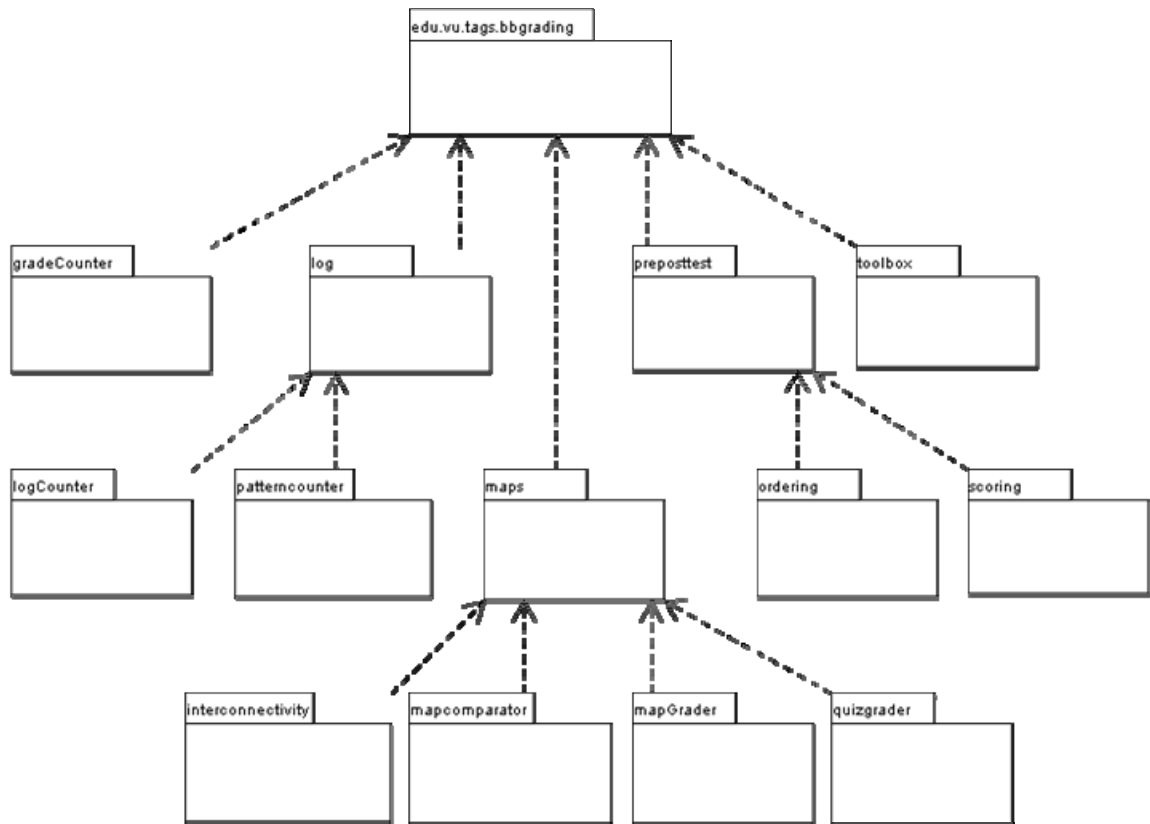 edu.vu.tags.bbgrading
gradeCounter
log
preposttest
toolbox
logCounter
patterncounter
maps
ordering
scoring
interconnectivity
mapcomparator
mapGrader
quizgrader